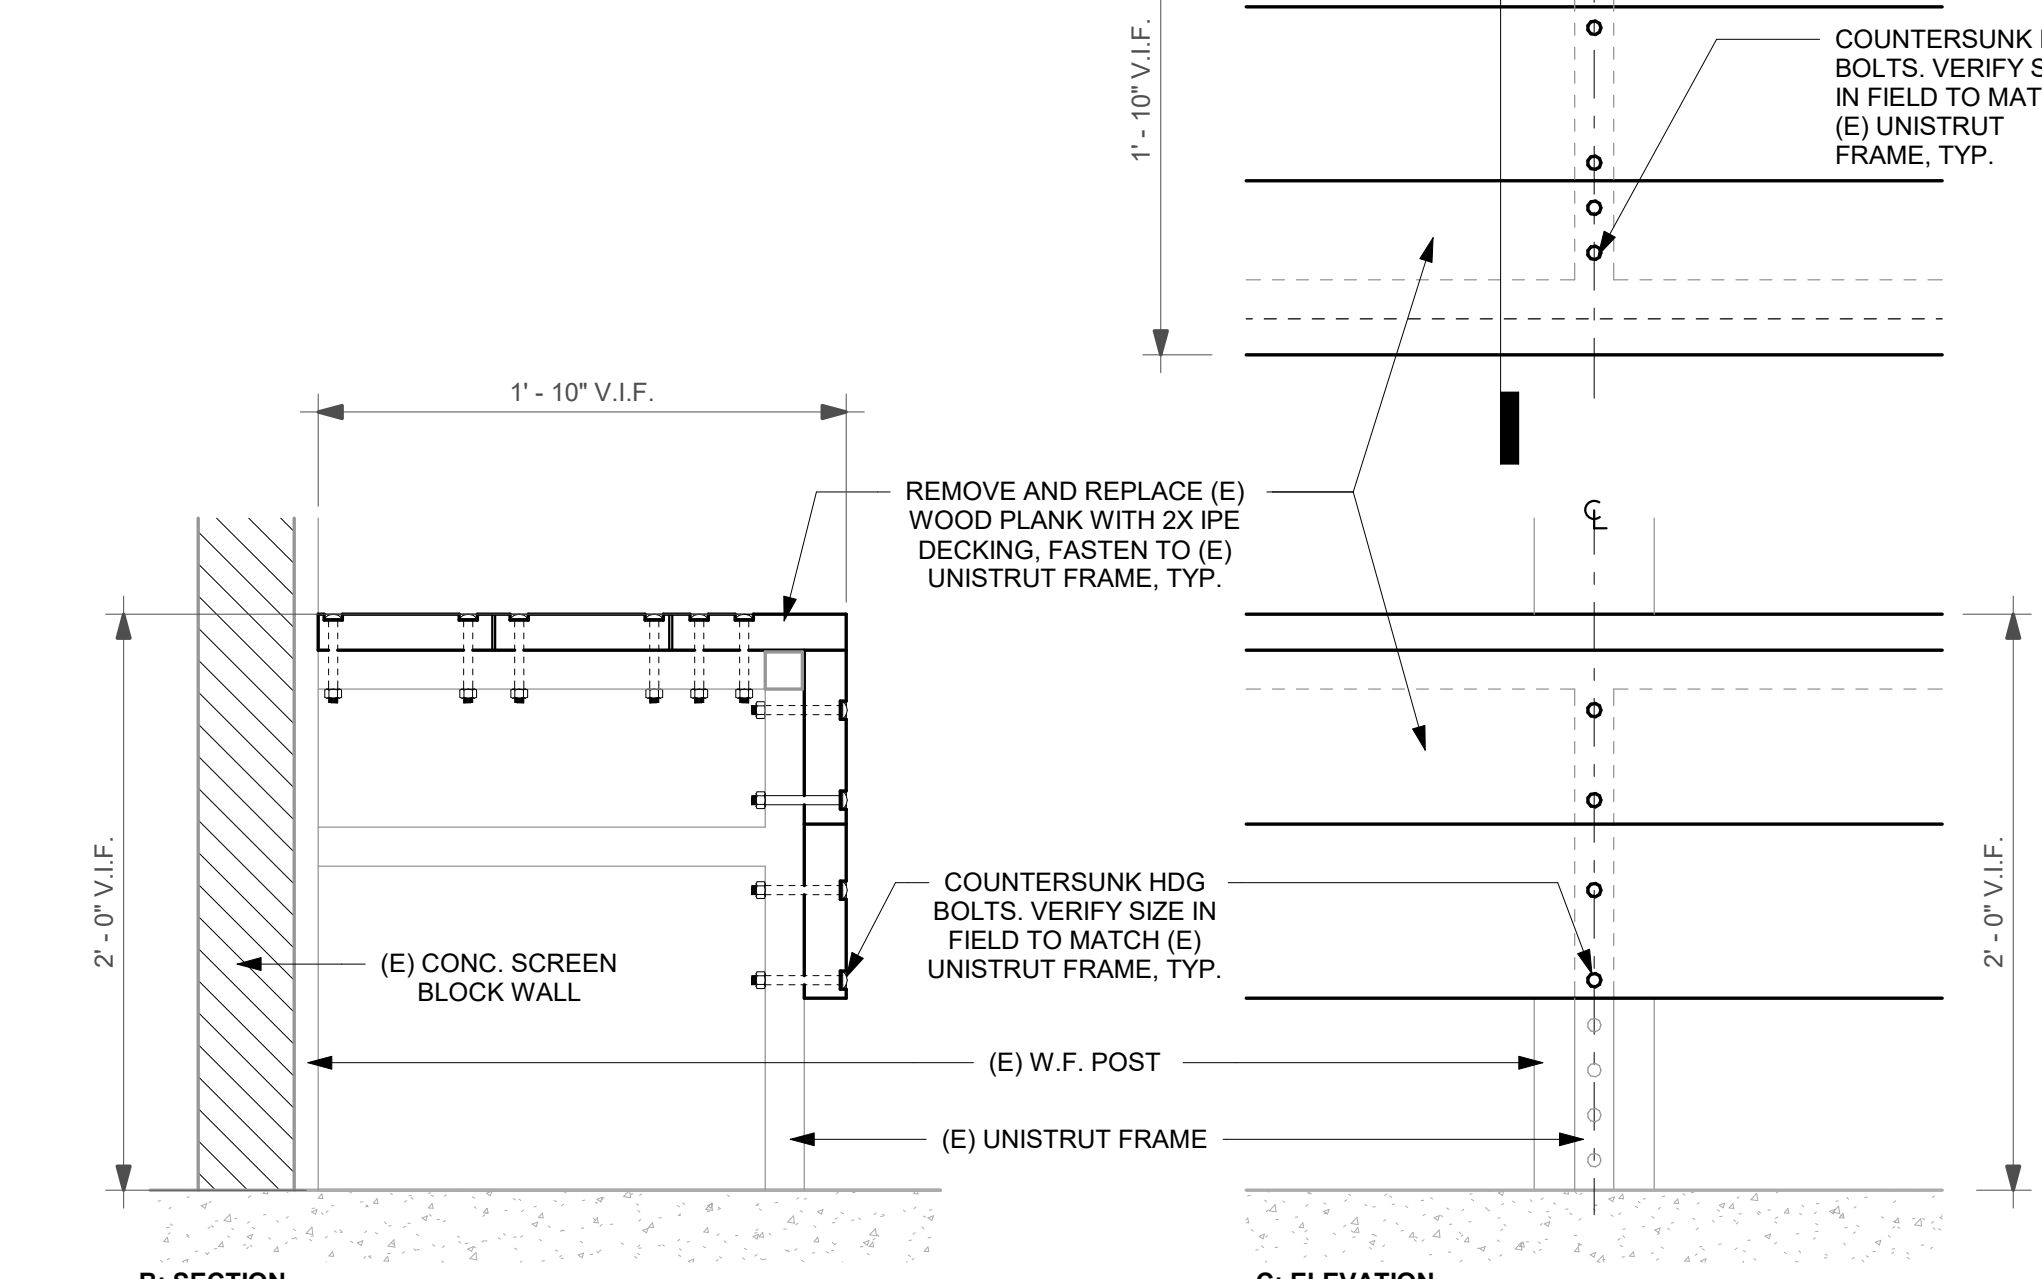 1' - 10" V.I.F.
COUNTERSUNK
BOLTS. VERIFY
IN FIELD TO
(E) UNISTRUT
FRAME, TYP.
1' - 10" V.I.F.
REMOVE AND REPLACE (E)
WOOD PLANK WITH 2X IPE
DECKING, FASTEN TO (E)
UNISTRUT FRAME, TYP.
℄
2' - 0" V.I.F.
(E) CONC. SCREEN
BLOCK WALL
COUNTERSUNK HDG
BOLTS. VERIFY SIZE IN
FIELD TO MATCH (E)
UNISTRUT FRAME, TYP.
2' - 0" V.I.F.
(E) W.F. POST
(E) UNISTRUT FRAME
B: SECTION
C: ELEVATION